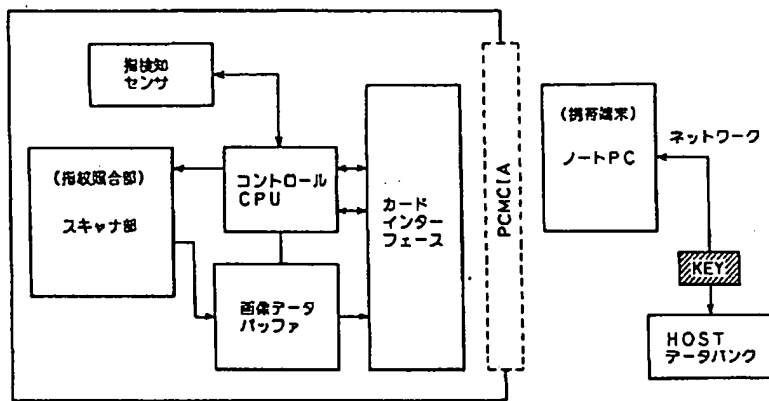 指検知
センサ
(指紋照合部)
スキャナ部
コントロール
CPU
画像データ
バッファ
カード
インター
フェース
PCMCIA
(携帯端末)
ノートPC
ネットワーク
KEY
HOST
データバンク